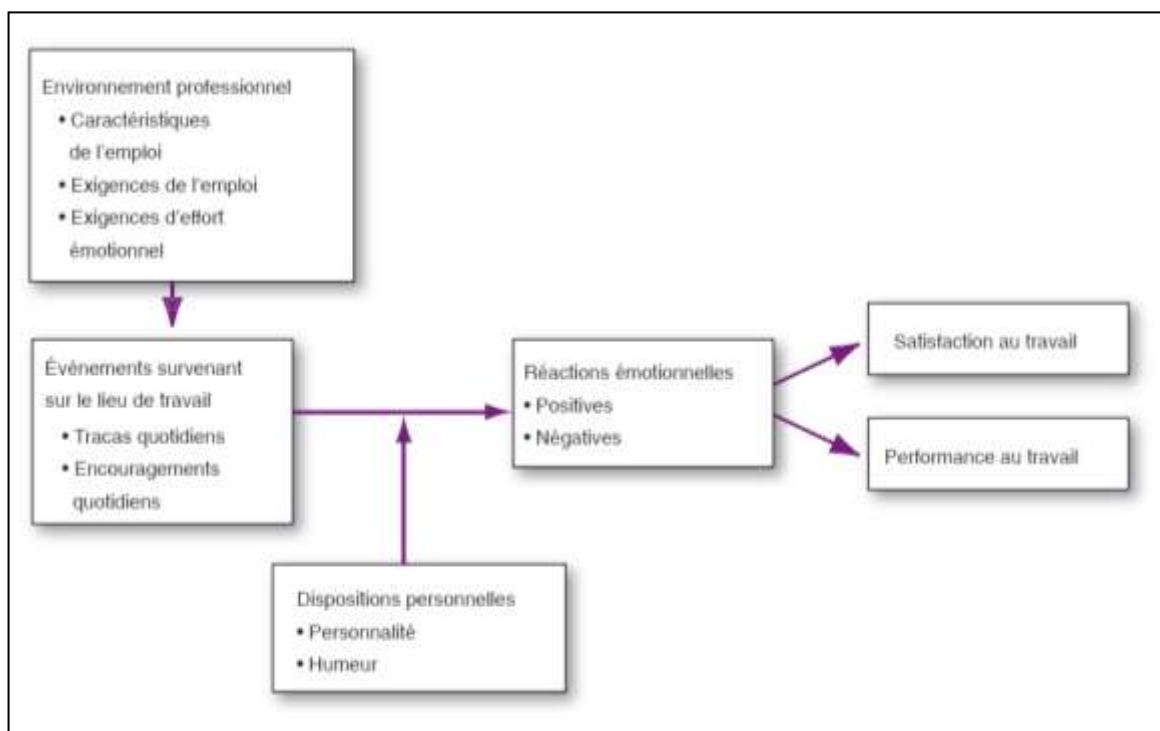 Environnement professionnel
• Caractéristiques
de l'emploi
• Exigences de l'emploi
• Exigences d'effort
émotionnel
Événements survenant
sur le lieu de travail
• Tracas quotidiens
• Encouragements
quotidiens
Dispositions personnelles
• Personnalité
• Humeur
Réactions émotionnelles
• Positives
• Négatives
Satisfaction au travail
Performance au travail